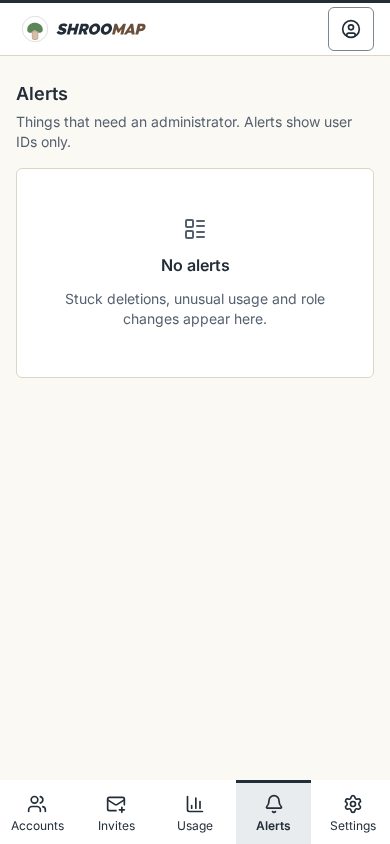 SHROOMAP
Alerts
Things that need an administrator. Alerts show user
IDs only.
No alerts
Stuck deletions, unusual usage and role
changes appear here.
Accounts
Invites
Usage
Alerts
Settings